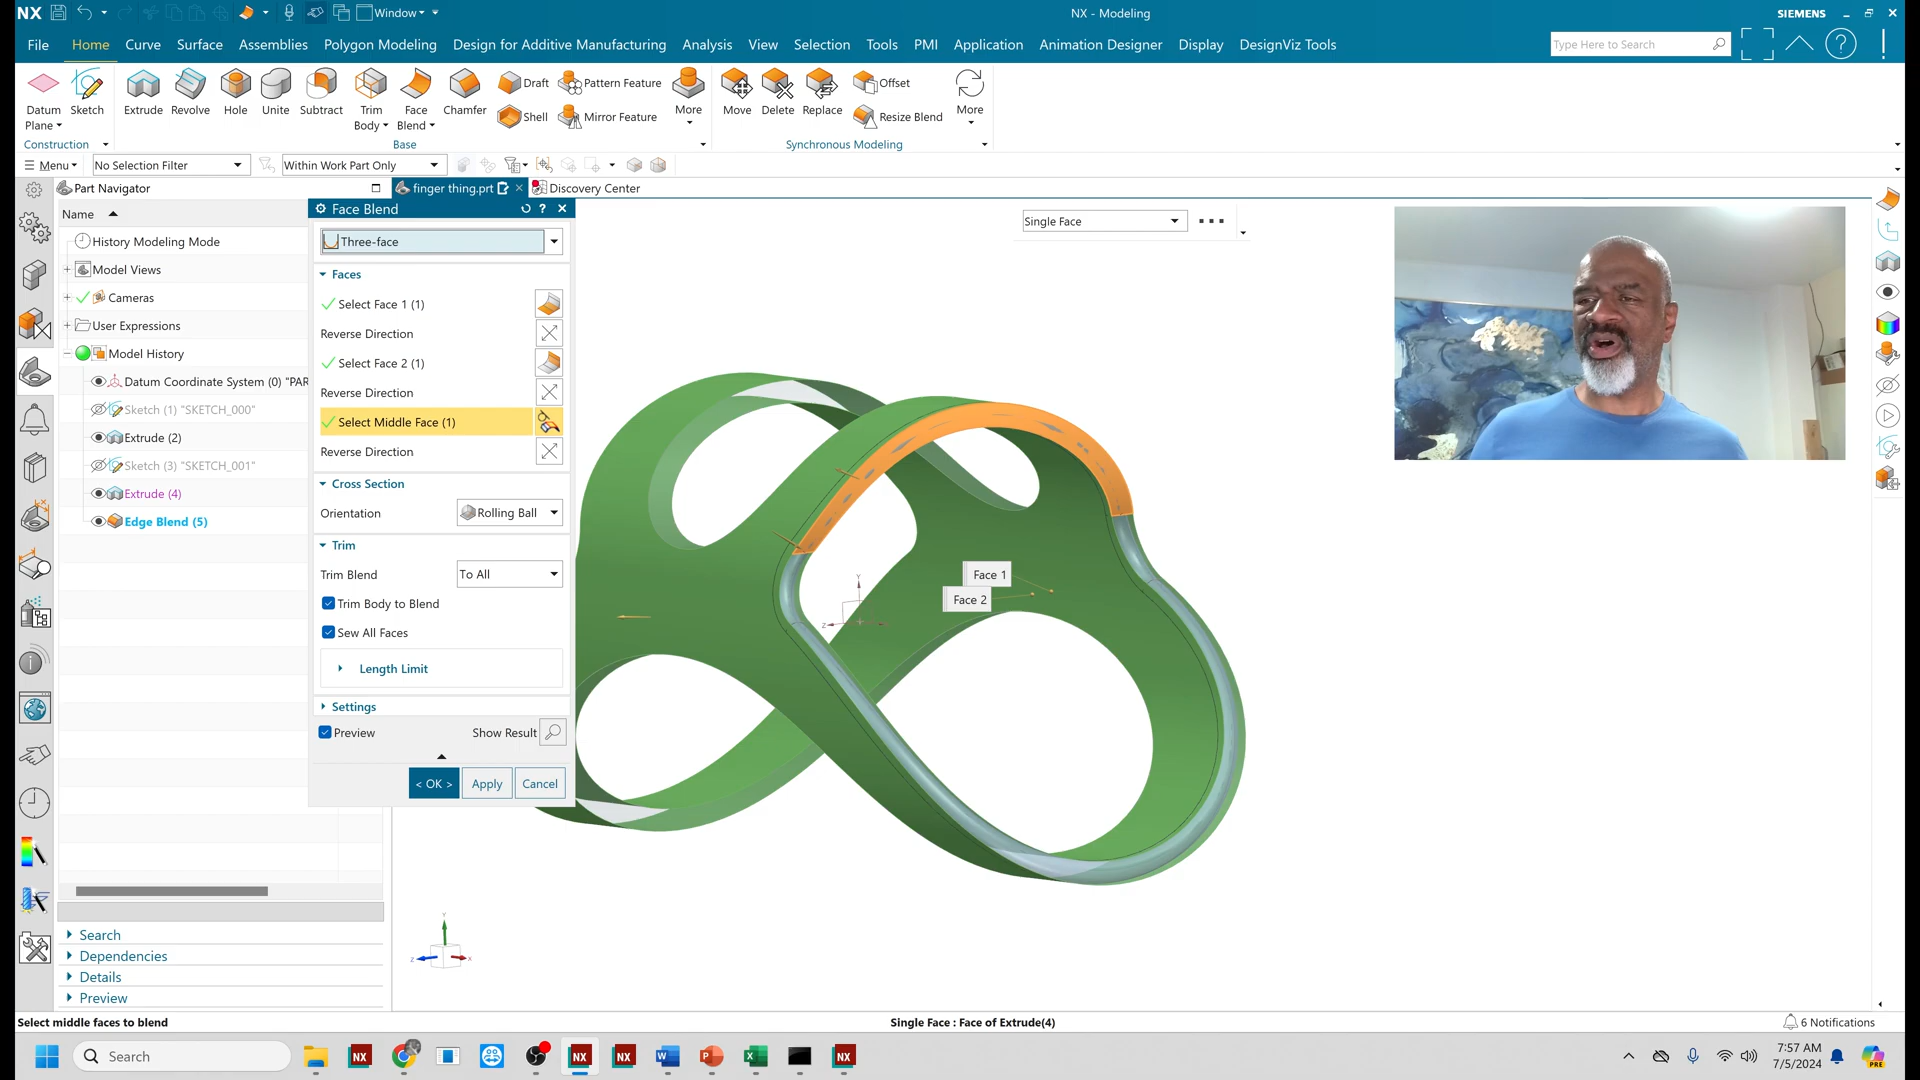 NX
Window
NX - Modeling
SIEMENS
File
Home
Curve
Surface
Assemblies
Polygon Modeling
Design for Additive Manufacturing
Analysis
View
Selection
Tools
PMI
Application
Animation Designer
Display
DesignViz Tools
Type Here to Search
Datum
Plane
Sketch
Extrude
Revolve
Hole
Unite
Subtract
Trim
Body
Face
Blend
Chamfer
Draft
Shell
Pattern Feature
Mirror Feature
More
Move
Delete
Replace
Offset
Resize Blend
More
Construction
Base
Synchronous Modeling
Menu
No Selection Filter
Within Work Part Only
Part Navigator
finger thing.prt
Discovery Center
Name
History Modeling Mode
Model Views
Cameras
User Expressions
Model History
Datum Coordinate System (0) "PAR
Sketch (1) "SKETCH_000"
Extrude (2)
Sketch (3) "SKETCH_001"
Extrude (4)
Edge Blend (5)
Face Blend
Three-face
Faces
Select Face 1 (1)
Reverse Direction
Select Face 2 (1)
Reverse Direction
Select Middle Face (1)
Reverse Direction
Cross Section
Orientation
Rolling Ball
Trim
Trim Blend
To All
Trim Body to Blend
Sew All Faces
Length Limit
Settings
Preview
Show Result
< OK >
Apply
Cancel
Single Face
Face 1
Face 2
Y
Z
Y
Z
X
Search
Dependencies
Details
Preview
Select middle faces to blend
Single Face : Face of Extrude(4)
6 Notifications
Search
7:57 AM
7/5/2024